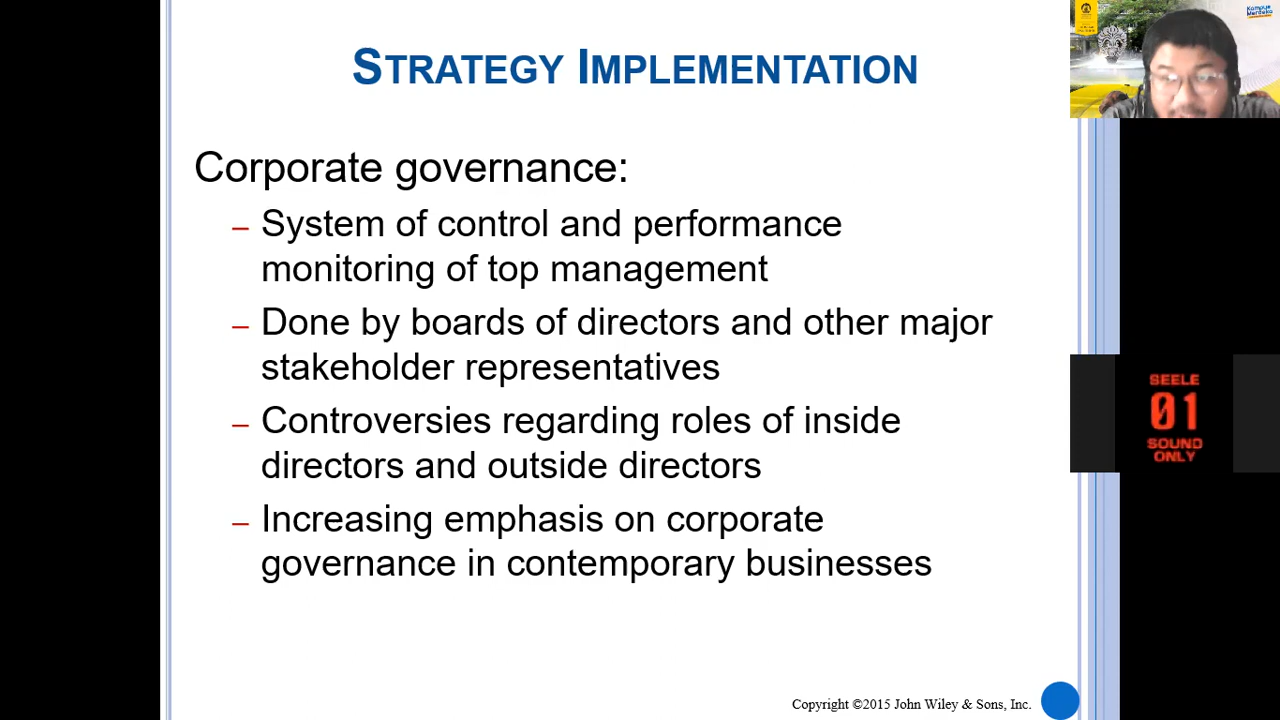 STRATEGY IMPLEMENTATION
Corporate governance:
– System of control and performance
monitoring of top management
– Done by boards of directors and other major
stakeholder representatives
– Controversies regarding roles of inside
directors and outside directors
– Increasing emphasis on corporate
governance in contemporary businesses
Copyright ©2015 John Wiley & Sons, Inc.
Kampus
Merdeka
SEELE
01
SOUND
ONLY